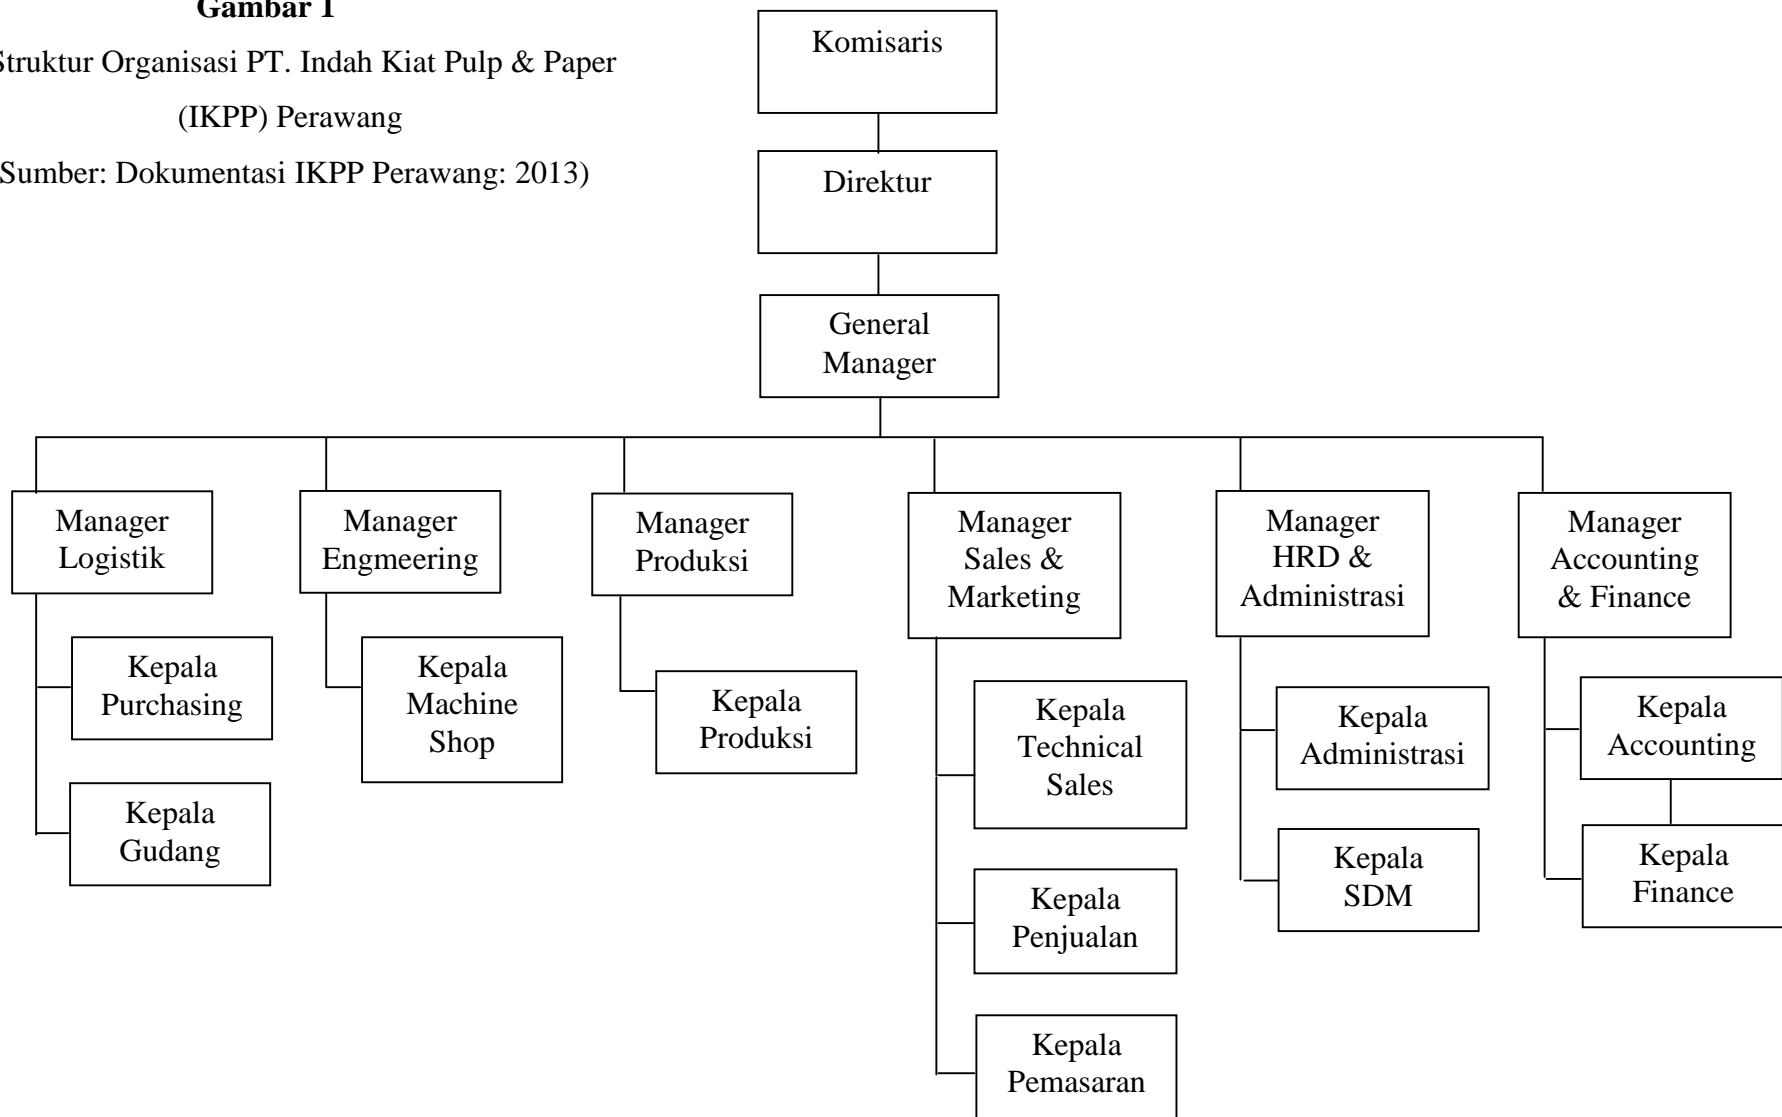 Gambar 1
Struktur Organisasi PT. Indah Kiat Pulp & Paper
(IKPP) Perawang
Sumber: Dokumentasi IKPP Perawang: 2013)
Komisaris
Direktur
General
Manager
Manager
Logistik
Kepala
Purchasing
Kepala
Gudang
Manager
Engmeering
Kepala
Machine
Shop
Manager
Produksi
Kepala
Produksi
Manager
Sales &
Marketing
Kepala
Technical
Sales
Kepala
Penjualan
Kepala
Pemasaran
Manager
HRD &
Administrasi
Kepala
Administrasi
Kepala
SDM
Manager
Accounting
& Finance
Kepala
Accounting
Kepala
Finance